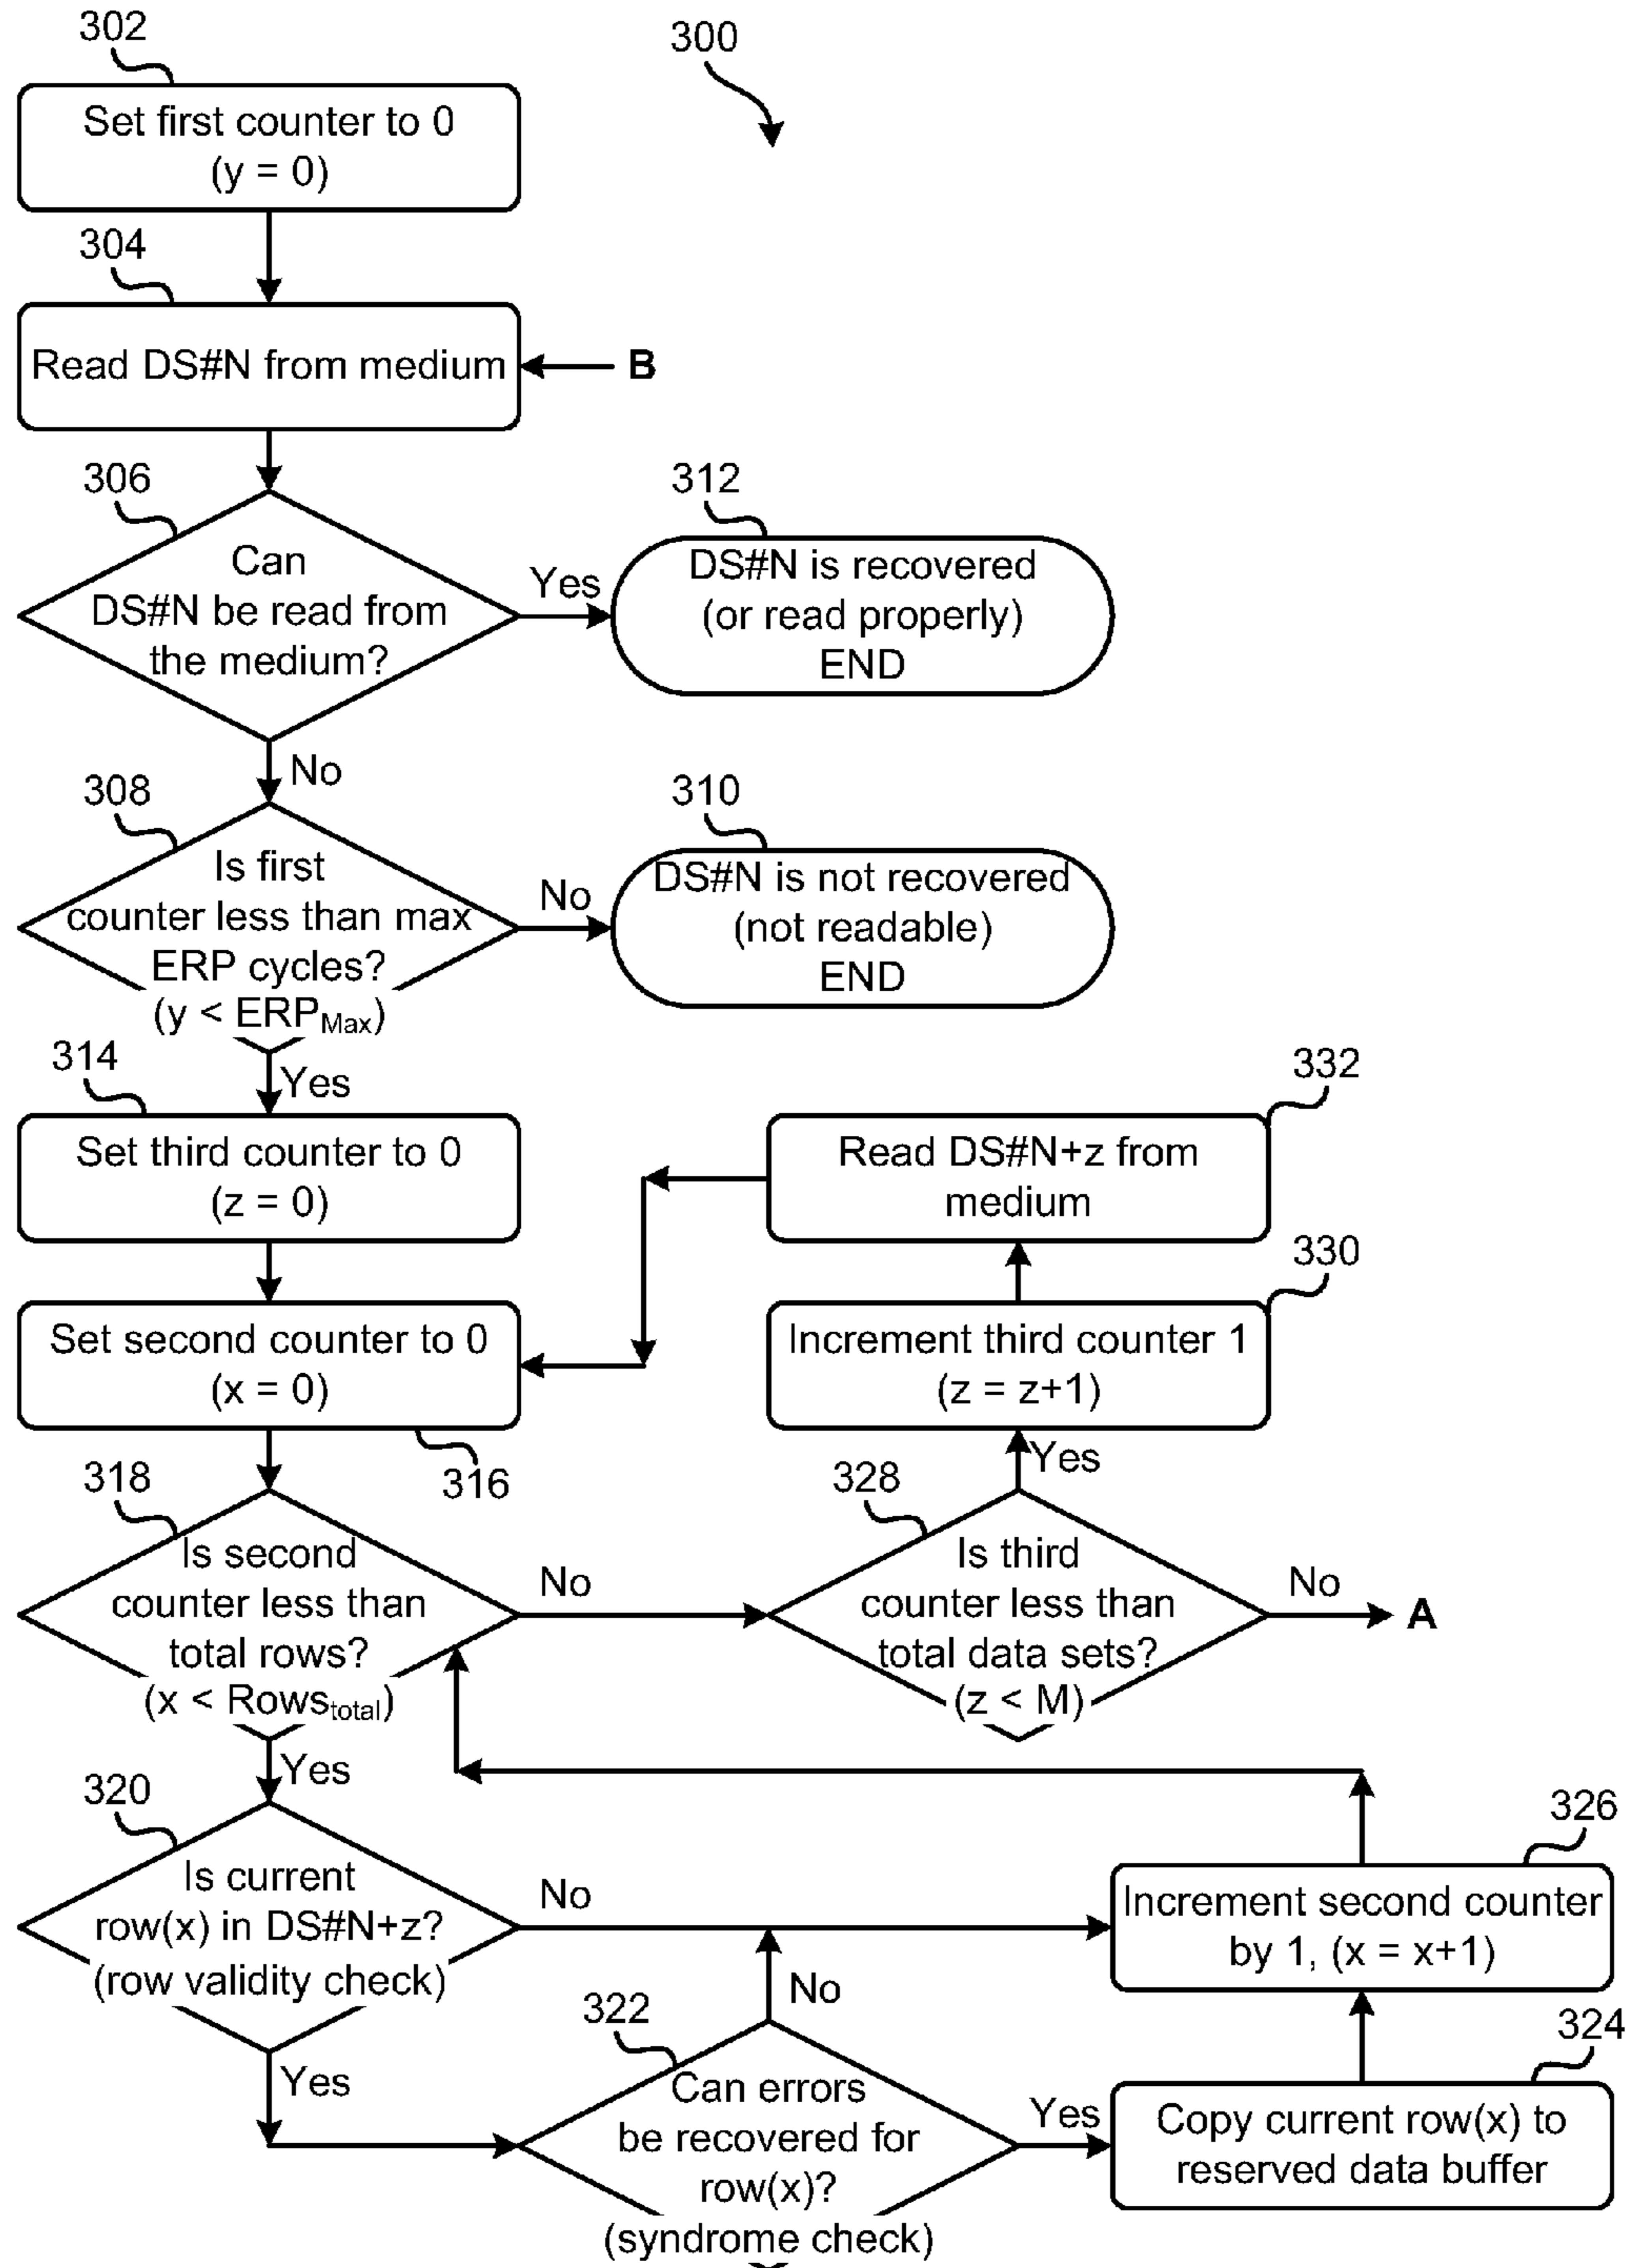 302
300
Set first counter to 0
(y = 0)
304
Read DS#N from medium
B
306
312
Can
DS#N be read from
the medium?
Yes
DS#N is recovered
(or read properly)
END
No
308
310
Is first
counter less than max
ERP cycles?
(y < ERPMax)
No
DS#N is not recovered
(not readable)
END
314
Yes
332
Set third counter to 0
(z = 0)
Read DS#N+z from
medium
330
Set second counter to 0
(x = 0)
Increment third counter 1
(z = z+1)
316
Yes
318
328
Is second
counter less than
total rows?
(x < Rowstotal)
No
Is third
counter less than
total data sets?
(z < M)
No
A
Yes
320
326
Is current
row(x) in DS#N+z?
(row validity check)
No
Increment second counter
by 1, (x = x+1)
No
322
324
Yes
Can errors
be recovered for
row(x)?
(syndrome check)
Yes
Copy current row(x) to
reserved data buffer